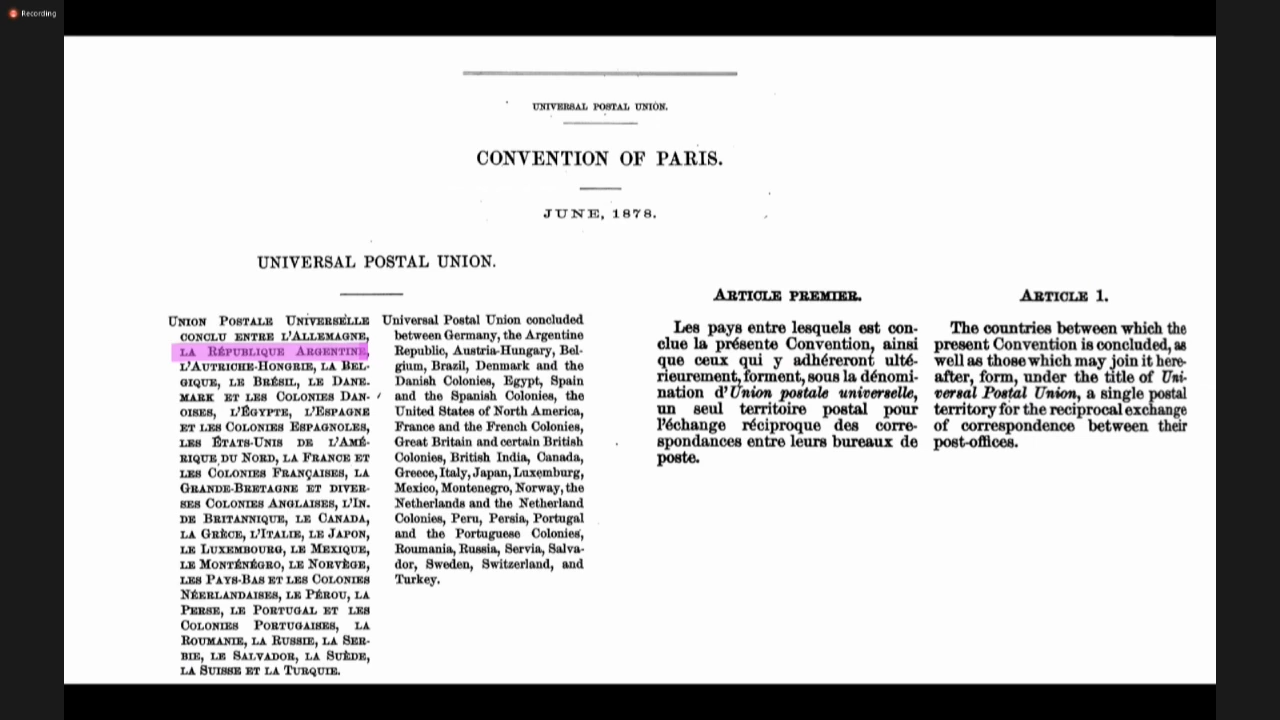 Recording
UNIVERSAL POSTAL UNION.
CONVENTION OF PARIS.
JUNE, 1878.
UNIVERSAL POSTAL UNION.
UNION POSTALE UNIVERSELLE
CONCLU ENTRE L'ALLEMAGNE,
LA RÉPUBLIQUE ARGENTINE,
L'AUTRICHE-HONGRIE, LA BEL-
GIQUE, LE BRÉSIL, LE DANE-
MARK ET LES COLONIES DAN-
OISES, L'ÉGYPTE, L'ESPAGNE
ET LES COLONIES ESPAGNOLES,
LES ÉTATS-UNIS DE L'AMÉ-
RIQUE DU NORD, LA FRANCE ET
LES COLONIES FRANÇAISES, LA
GRANDE-BRETAGNE ET DIVER-
SES COLONIES ANGLAISES, L'IN-
DE BRITANNIQUE, LE CANADA,
LA GRÈCE, L'ITALIE, LE JAPON,
LE LUXEMBOURG, LE MEXIQUE,
LE MONTÉNÉGRO, LE NORVÈGE,
LES PAYS-BAS ET LES COLONIES
NÉERLANDAISES, LE PÉROU, LA
PERSE, LE PORTUGAL ET LES
COLONIES PORTUGAISES, LA
ROUMANIE, LA RUSSIE, LA SER-
BIE, LE SALVADOR, LA SUÈDE,
LA SUISSE ET LA TURQUIE.
Universal Postal Union concluded
between Germany, the Argentine
Republic, Austria-Hungary, Bel-
gium, Brazil, Denmark and the
Danish Colonies, Egypt, Spain
and the Spanish Colonies, the
United States of North America,
France and the French Colonies,
Great Britain and certain British
Colonies, British India, Canada,
Greece, Italy, Japan, Luxemburg,
Mexico, Montenegro, Norway, the
Netherlands and the Netherland
Colonies, Peru, Persia, Portugal
and the Portuguese Colonies,
Roumania, Russia, Servia, Salva-
dor, Sweden, Switzerland, and
Turkey.
ARTICLE PREMIER.
Les pays entre lesquels est con-
clue la présente Convention, ainsi
que ceux qui y adhéreront ulté-
rieurement, forment, sous la dénomi-
nation d'Union postale universelle,
un seul territoire postal pour
l'échange réciproque des corre-
spondances entre leurs bureaux de
poste.
ARTICLE 1.
The countries between which the
present Convention is concluded, as
well as those which may join it here-
after, form, under the title of Uni-
versal Postal Union, a single postal
territory for the reciprocal exchange
of correspondence between their
post-offices.